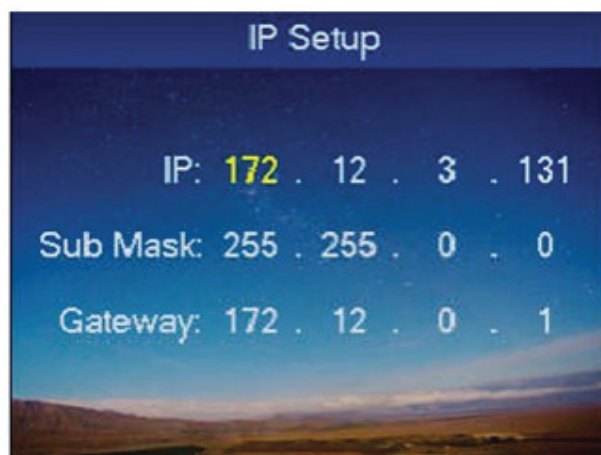 IP Setup
IP: 172 . 12 . 3 . 131
Sub Mask: 255 . 255 . 0 . 0
Gateway: 172 . 12 . 0 . 1